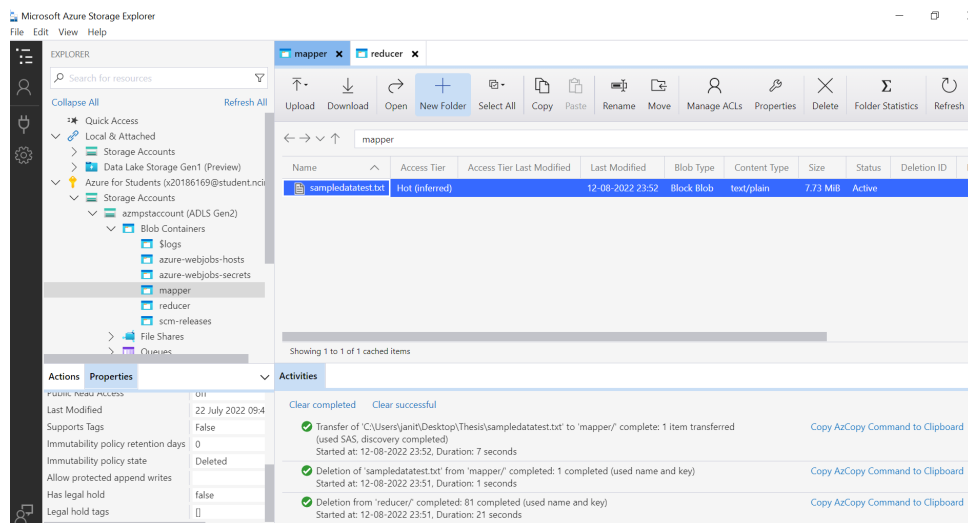 Microsoft Azure Storage Explorer
File Edit View Help
EXPLORER
Search for resources
Collapse All Refresh All
Quick Access
Local & Attached
Storage Accounts
Data Lake Storage Gen1 (Preview)
Azure for Students (x20186169@student.nci
Storage Accounts
azmpstaccount (ADLS Gen2)
Blob Containers
$logs
azure-webjobs-hosts
azure-webjobs-secrets
mapper
reducer
scm-releases
File Shares
Queues
Actions Properties
Public Read Access off
Last Modified 22 July 2022 09:4
Supports Tags False
Immutability policy retention days 0
Immutability policy state Deleted
Allow protected append writes
Has legal hold false
Legal hold tags []
mapper reducer
Upload Download Open New Folder Select All Copy Paste Rename Move Manage ACLs Properties Delete Folder Statistics Refresh
mapper
Name Access Tier Access Tier Last Modified Last Modified Blob Type Content Type Size Status Deletion ID
sampledatatest.txt Hot (inferred) 12-08-2022 23:52 Block Blob text/plain 7.73 MiB Active
Showing 1 to 1 of 1 cached items
Activities
Clear completed Clear successful
Transfer of 'C:\Users\janit\Desktop\Thesis\sampledatatest.txt' to 'mapper/' complete: 1 item transferred Copy AzCopy Command to Clipboard
(used SAS, discovery completed)
Started at: 12-08-2022 23:52, Duration: 7 seconds
Deletion of 'sampledatatest.txt' from 'mapper/' completed: 1 completed (used name and key) Copy AzCopy Command to Clipboard
Started at: 12-08-2022 23:51, Duration: 1 seconds
Deletion from 'reducer/' completed: 81 completed (used name and key) Copy AzCopy Command to Clipboard
Started at: 12-08-2022 23:51, Duration: 21 seconds